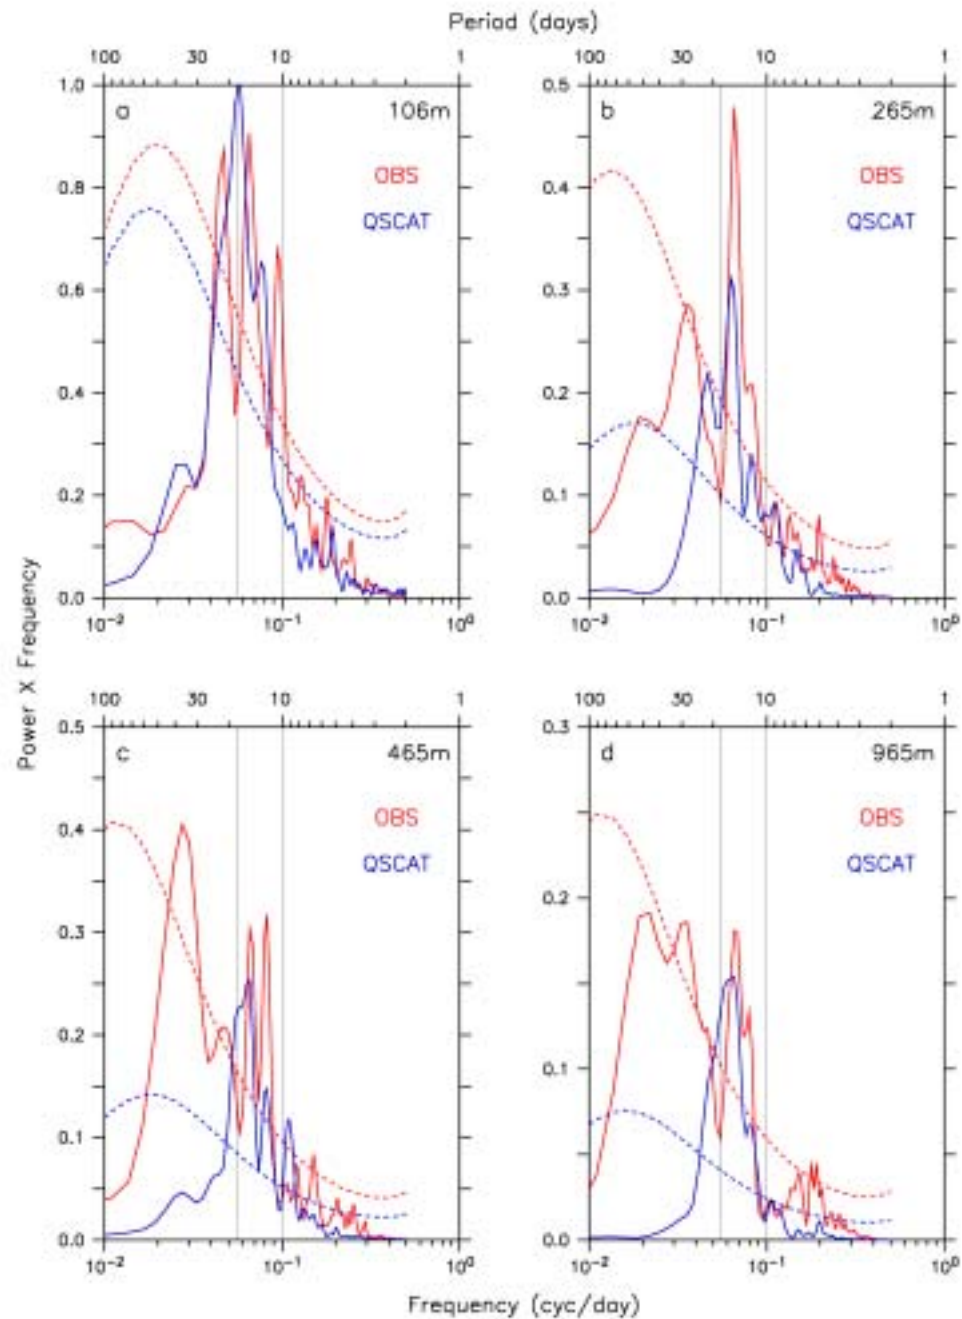 Period (days)
100 30 10 1
100 30 10 1
1.0
a
106m
0.5
b
265m
OBS
OBS
QSCAT
QSCAT
0.8
0.4
0.6
0.3
0.4
0.2
0.2
0.1
0.0
0.0
10⁻² 10⁻¹ 10⁰
10⁻² 10⁻¹ 10⁰
Power X Frequency
100 30 10 1
100 30 10 1
0.5
c
465m
0.3
d
965m
OBS
OBS
QSCAT
QSCAT
0.4
0.2
0.3
0.2
0.1
0.1
0.0
0.0
10⁻² 10⁻¹ 10⁰
10⁻² 10⁻¹ 10⁰
Frequency (cyc/day)